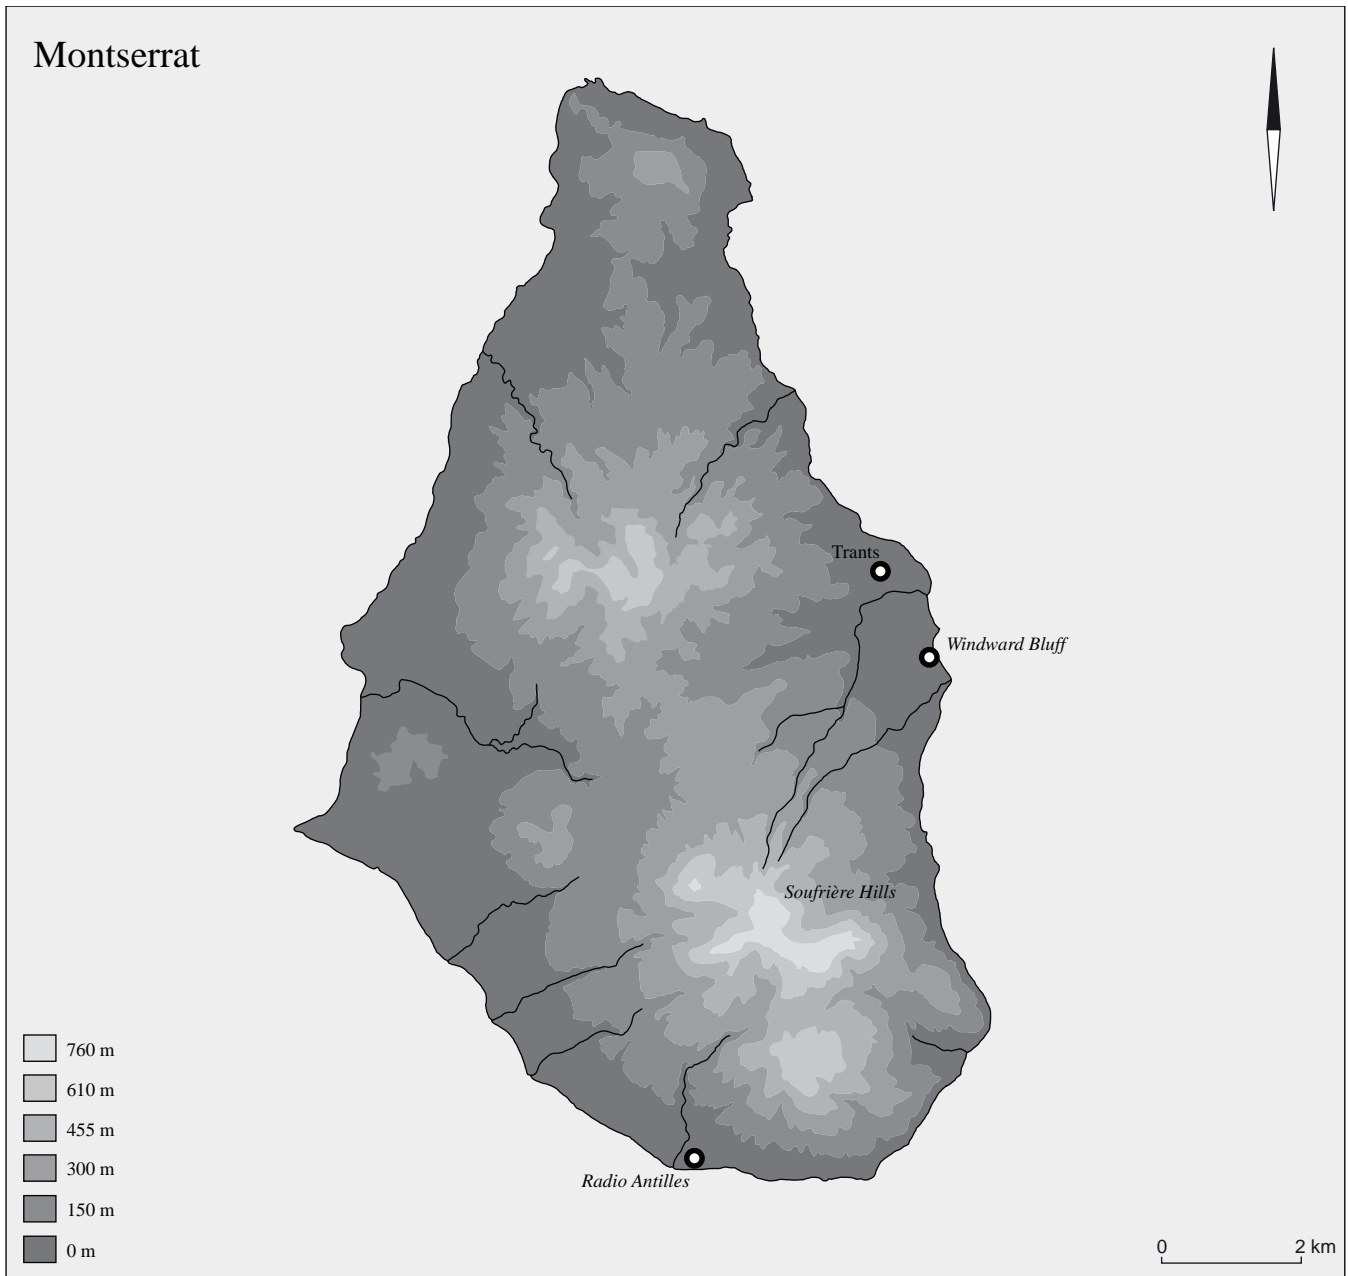 Montserrat
Trants
Windward Bluff
Soufrière Hills
Radio Antilles
760 m
610 m
455 m
300 m
150 m
0 m
0 2 km